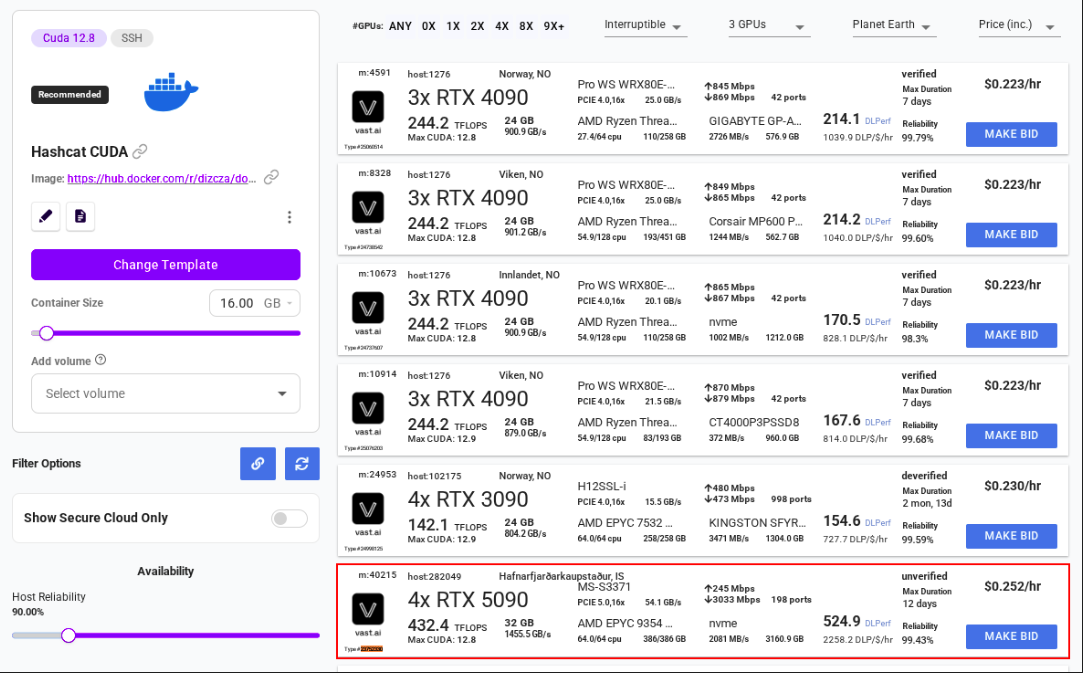 Cuda 12.8 SSH
Recommended
Hashcat CUDA
Image: https://hub.docker.com/r/dizcza/do...
Change Template
Container Size 16.00 GB
Add volume
Select volume
Filter Options
Show Secure Cloud Only
Availability
Host Reliability
90.00%
#GPUs: ANY 0X 1X 2X 4X 8X 9X+ Interruptible 3 GPUs Planet Earth Price (inc.)
m:4591 host:1276 Norway, NO verified
3x RTX 4090 Pro WS WRX80E-... ↑845 Mbps Max Duration $0.223/hr
PCIE 4.0,16x 25.0 GB/s ↓869 Mbps 42 ports 7 days
244.2 TFLOPS 24 GB AMD Ryzen Threa... GIGABYTE GP-A... 214.1 DLPerf Reliability MAKE BID
vast.ai Max CUDA: 12.8 900.9 GB/s 27.4/64 cpu 110/258 GB 2726 MB/s 576.9 GB 1039.9 DLP/$/hr 99.79%
m:8328 host:1276 Viken, NO verified
3x RTX 4090 Pro WS WRX80E-... ↑849 Mbps Max Duration $0.223/hr
PCIE 4.0,16x 25.0 GB/s ↓865 Mbps 42 ports 7 days
244.2 TFLOPS 24 GB AMD Ryzen Threa... Corsair MP600 P... 214.2 DLPerf Reliability MAKE BID
vast.ai Max CUDA: 12.8 901.2 GB/s 54.9/128 cpu 193/451 GB 1244 MB/s 562.7 GB 1040.0 DLP/$/hr 99.60%
m:10673 host:1276 Innlandet, NO verified
3x RTX 4090 Pro WS WRX80E-... ↑865 Mbps Max Duration $0.223/hr
PCIE 4.0,16x 20.1 GB/s ↓867 Mbps 42 ports 7 days
244.2 TFLOPS 24 GB AMD Ryzen Threa... nvme 170.5 DLPerf Reliability MAKE BID
vast.ai Max CUDA: 12.8 900.9 GB/s 54.9/128 cpu 110/258 GB 1002 MB/s 1212.0 GB 828.1 DLP/$/hr 98.3%
m:10914 host:1276 Viken, NO verified
3x RTX 4090 Pro WS WRX80E-... ↑870 Mbps Max Duration $0.223/hr
PCIE 4.0,16x 21.5 GB/s ↓879 Mbps 42 ports 7 days
244.2 TFLOPS 24 GB AMD Ryzen Threa... CT4000P3PSSD8 167.6 DLPerf Reliability MAKE BID
vast.ai Max CUDA: 12.9 879.0 GB/s 54.9/128 cpu 83/193 GB 372 MB/s 960.0 GB 814.0 DLP/$/hr 99.68%
m:24953 host:102175 Norway, NO deverified
4x RTX 3090 H12SSL-i ↑480 Mbps Max Duration $0.230/hr
PCIE 4.0,16x 15.5 GB/s ↓473 Mbps 998 ports 2 mon, 13d
142.1 TFLOPS 24 GB AMD EPYC 7532 ... KINGSTON SFYR... 154.6 DLPerf Reliability MAKE BID
vast.ai Max CUDA: 12.9 804.2 GB/s 64.0/64 cpu 258/258 GB 3471 MB/s 1304.0 GB 727.7 DLP/$/hr 99.59%
m:40215 host:282049 Hafnarfjarðarkaupstaður, IS unverified
4x RTX 5090 MS-S3371 ↑245 Mbps Max Duration $0.252/hr
PCIE 5.0,16x 54.1 GB/s ↓3033 Mbps 198 ports 12 days
432.4 TFLOPS 32 GB AMD EPYC 9354 ... nvme 524.9 DLPerf Reliability MAKE BID
vast.ai Max CUDA: 12.8 1455.5 GB/s 64.0/64 cpu 386/386 GB 2081 MB/s 3160.9 GB 2258.2 DLP/$/hr 99.43%